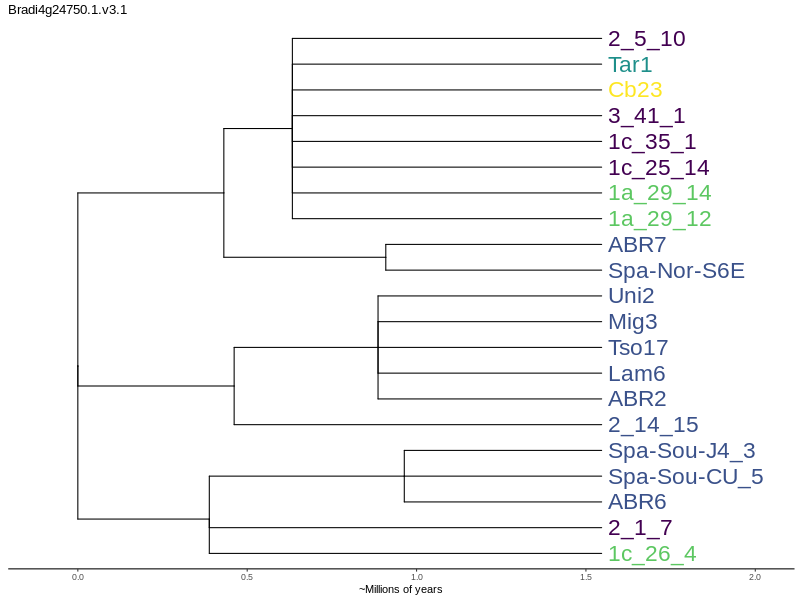 Bradi4g24750.1.v3.1
2_5_10
Tar1
Cb23
3_41_1
1c_35_1
1c_25_14
1a_29_14
1a_29_12
ABR7
Spa-Nor-S6E
Uni2
Mig3
Tso17
Lam6
ABR2
2_14_15
Spa-Sou-J4_3
Spa-Sou-CU_5
ABR6
2_1_7
1c_26_4
0.0 0.5 1.0 1.5 2.0
~Millions of years